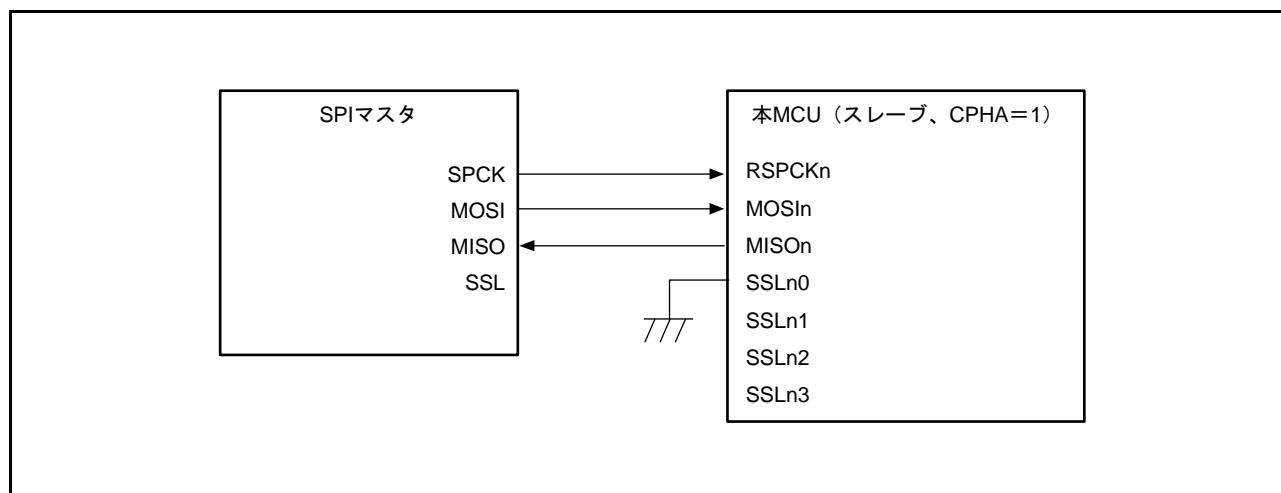 SPIマスタ
SPCK
MOSI
MISO
SSL
本MCU（スレーブ、CPHA＝1）
RSPCKn
MOSIn
MISOn
SSLn0
SSLn1
SSLn2
SSLn3